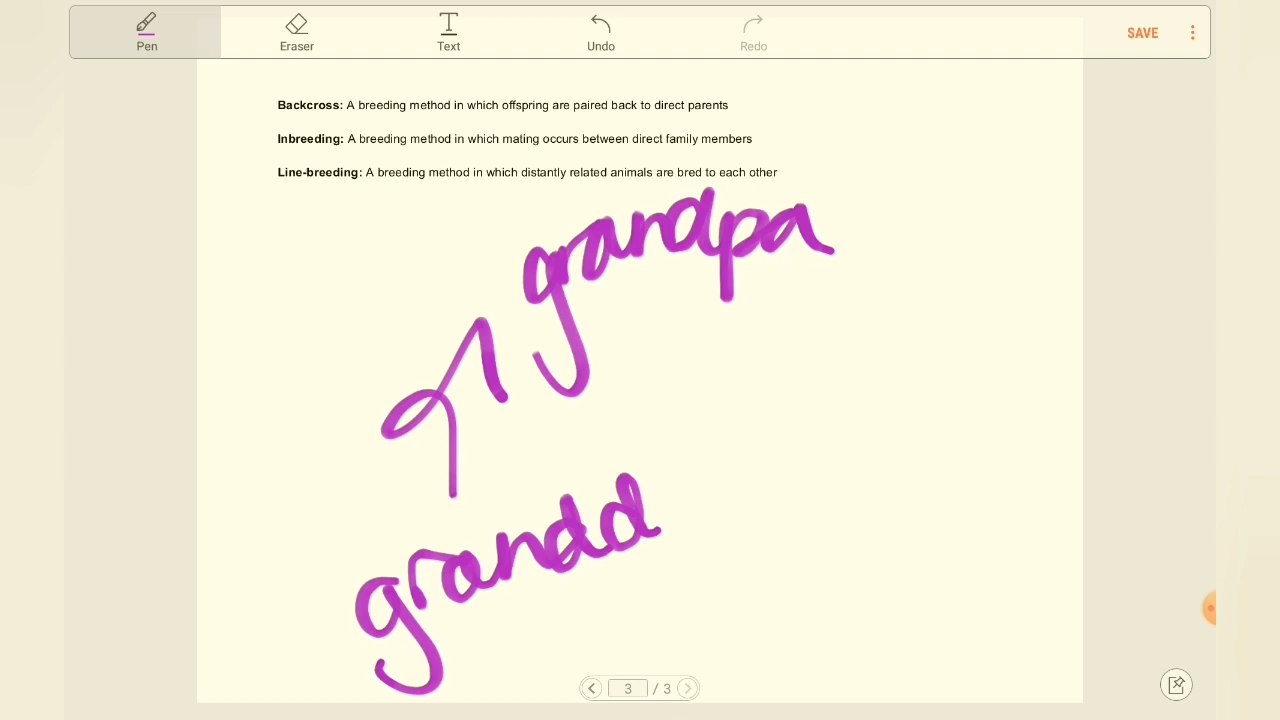 Pen Eraser Text Undo Redo SAVE
Backcross: A breeding method in which offspring are paired back to direct parents
Inbreeding: A breeding method in which mating occurs between direct family members
Line-breeding: A breeding method in which distantly related animals are bred to each other
grandpa
grandd
3 / 3